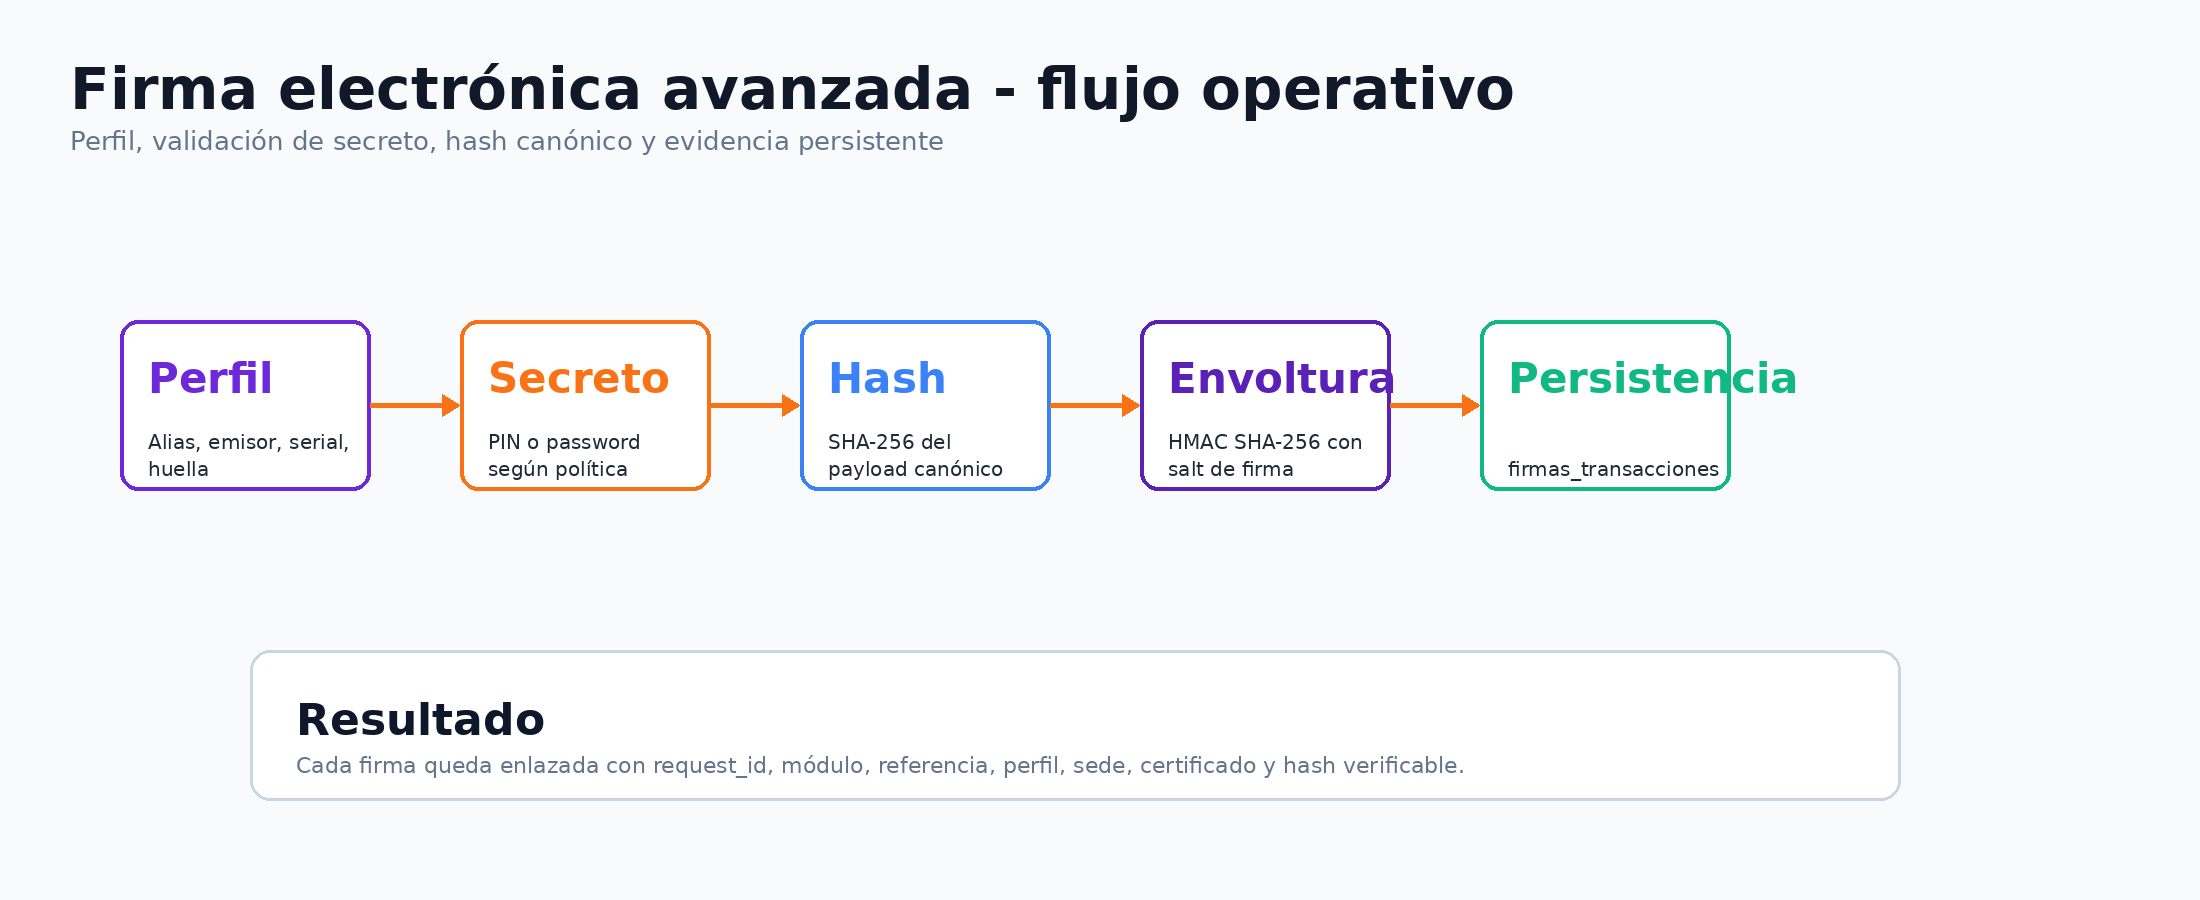 Firma electrónica avanzada - flujo operativo
Perfil, validación de secreto, hash canónico y evidencia persistente
Perfil
Alias, emisor, serial,
huella
Secreto
PIN o password
según política
Hash
SHA-256 del
payload canónico
Envoltura
HMAC SHA-256 con
salt de firma
Persistencia
firmas_transacciones
Resultado
Cada firma queda enlazada con request_id, módulo, referencia, perfil, sede, certificado y hash verificable.